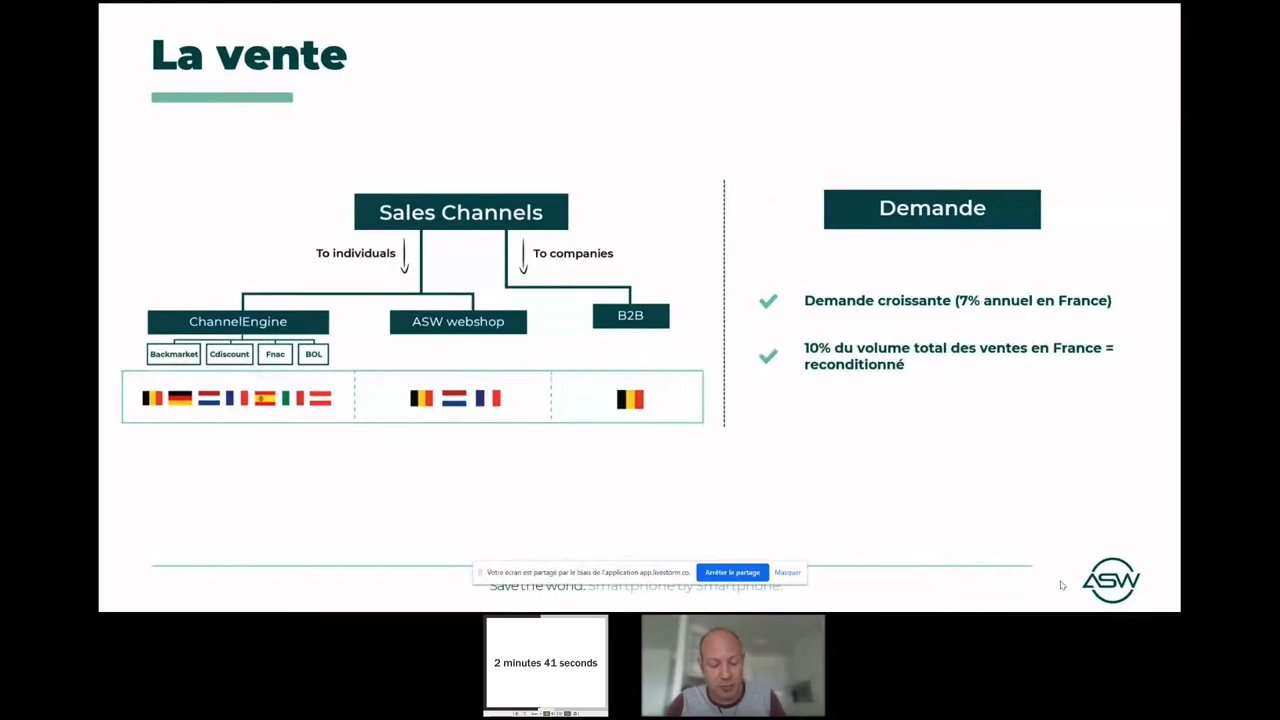 La vente
Sales Channels
To individuals
To companies
ChannelEngine
ASW webshop
B2B
Backmarket
Cdiscount
Fnac
BOL
Demande
Demande croissante (7% annuel en France)
10% du volume total des ventes en France =
reconditionné
Votre écran est partagé par le biais de l'application app.livestorm.co.
Arrêter le partage
Masquer
Save the world. Smartphone by Smartphone.
ASW
2 minutes 41 seconds